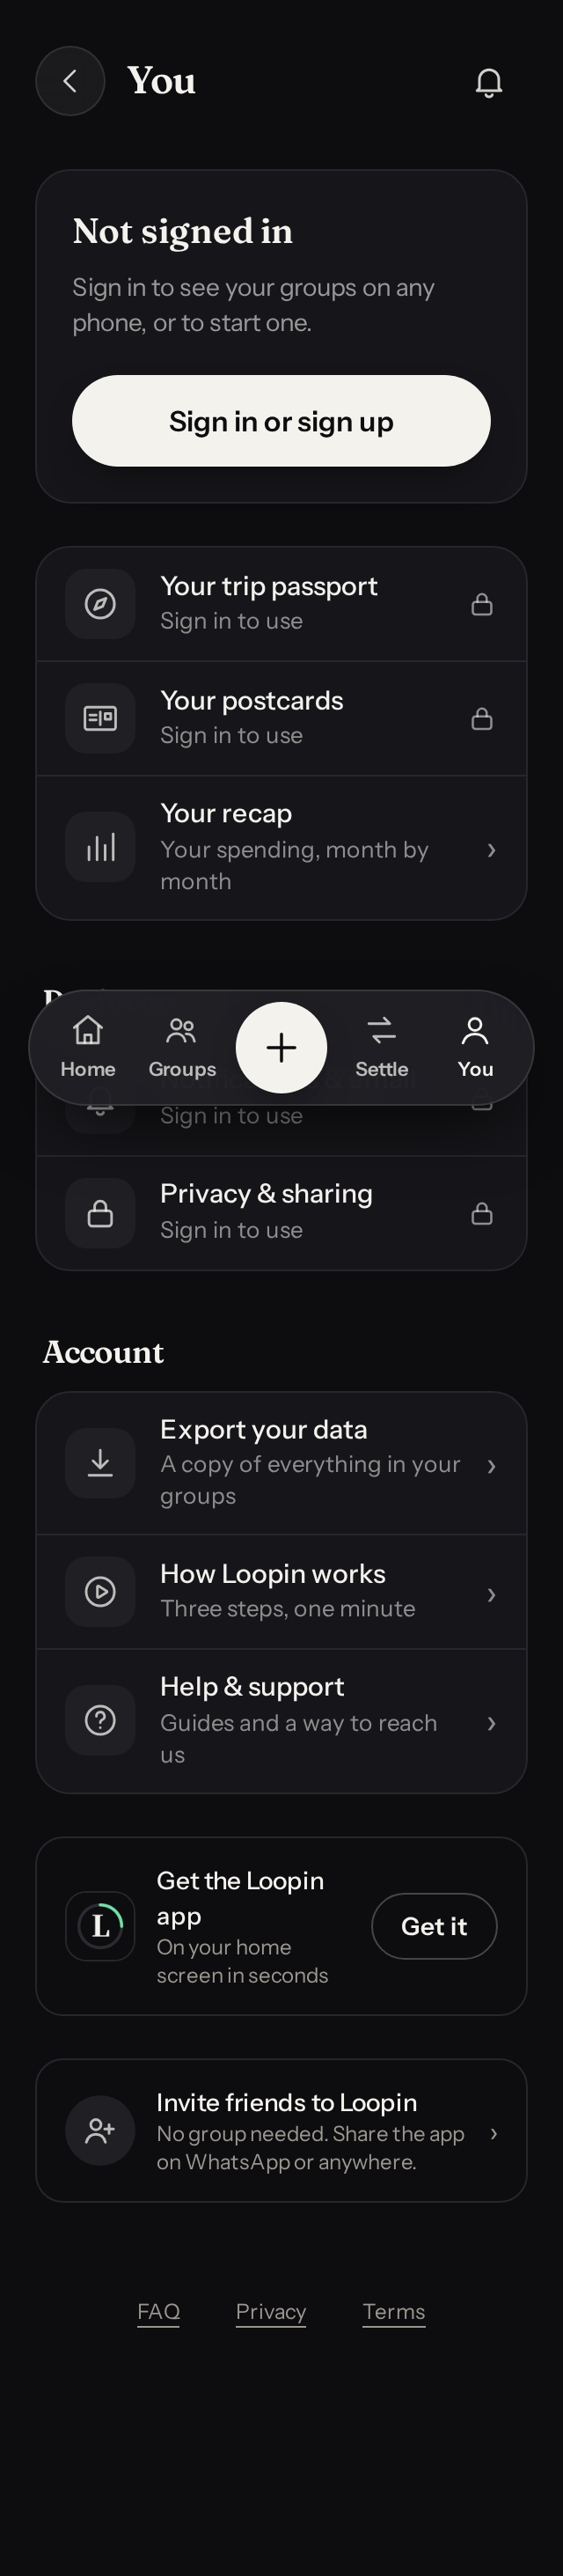 You
Not signed in
Sign in to see your groups on any
phone, or to start one.
Sign in or sign up
Your trip passport
Sign in to use
Your postcards
Sign in to use
Your recap
Your spending, month by
month
Home
Groups
Settle
You
Sign in to use
Privacy & sharing
Sign in to use
Account
Export your data
A copy of everything in your
groups
How Loopin works
Three steps, one minute
Help & support
Guides and a way to reach
us
L
Get the Loopin
app
On your home
screen in seconds
Get it
Invite friends to Loopin
No group needed. Share the app
on WhatsApp or anywhere.
FAQ
Privacy
Terms